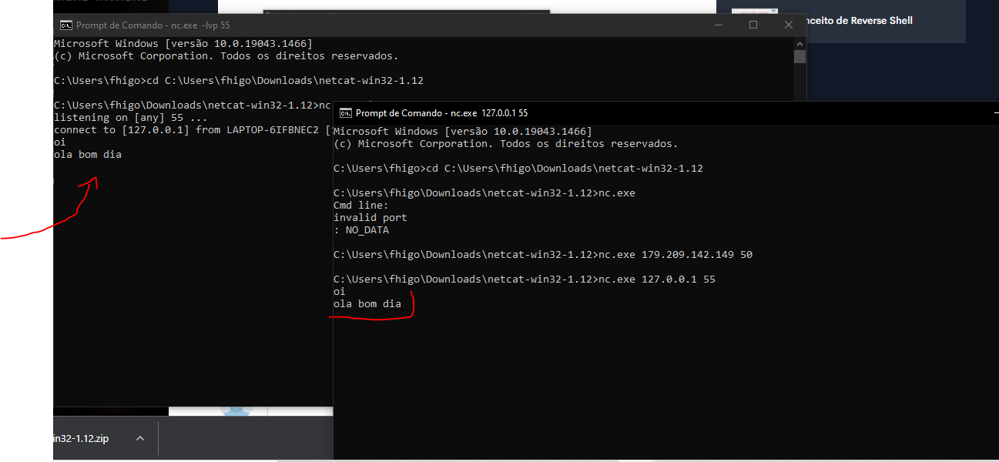 nceito de Reverse Shell
Prompt de Comando - nc.exe -lvp 55
Microsoft Windows [versão 10.0.19043.1466]
(c) Microsoft Corporation. Todos os direitos reservados.
C:\Users\fhigo>cd C:\Users\fhigo\Downloads\netcat-win32-1.12
C:\Users\fhigo\Downloads\netcat-win32-1.12>nc
listening on [any] 55 ...
connect to [127.0.0.1] from LAPTOP-6IFBNEC2 [
oi
ola bom dia
Prompt de Comando - nc.exe 127.0.0.1 55
Microsoft Windows [versão 10.0.19043.1466]
(c) Microsoft Corporation. Todos os direitos reservados.
C:\Users\fhigo>cd C:\Users\fhigo\Downloads\netcat-win32-1.12
C:\Users\fhigo\Downloads\netcat-win32-1.12>nc.exe
Cmd line:
invalid port
: NO_DATA
C:\Users\fhigo\Downloads\netcat-win32-1.12>nc.exe 179.209.142.149 50
C:\Users\fhigo\Downloads\netcat-win32-1.12>nc.exe 127.0.0.1 55
oi
ola bom dia
in32-1.12.zip